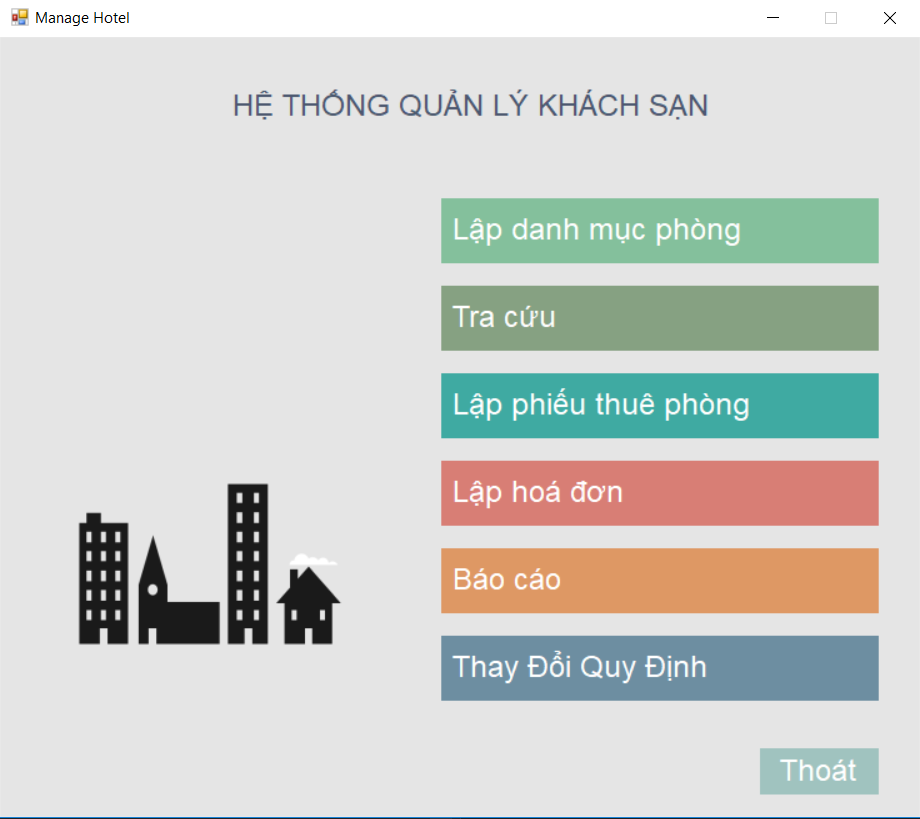 Manage Hotel
HỆ THỐNG QUẢN LÝ KHÁCH SẠN
Lập danh mục phòng
Tra cứu
Lập phiếu thuê phòng
Lập hoá đơn
Báo cáo
Thay Đổi Quy Định
Thoát